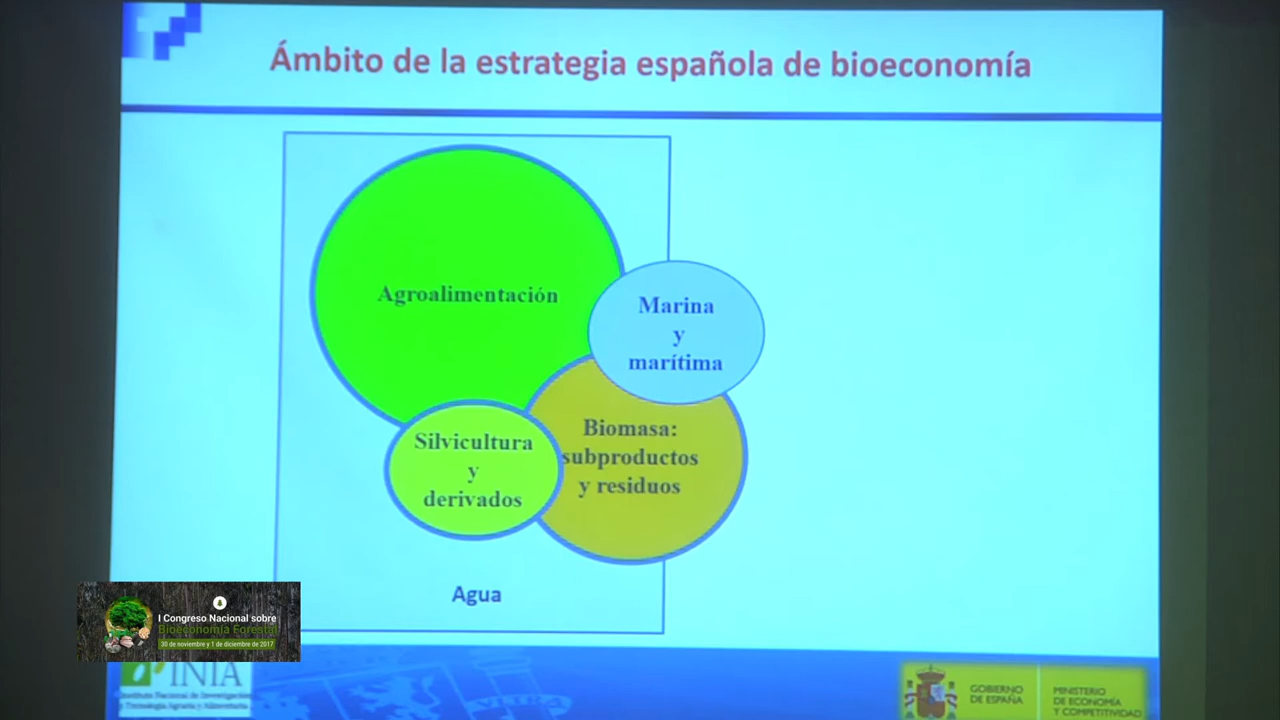 Ámbito de la estrategia española de bioeconomía
Agroalimentación
Marina
y
marítima
Biomasa:
subproductos
y residuos
Silvicultura
y
derivados
Agua
I Congreso Nacional sobre
Bioeconomía Forestal
30 de noviembre y 1 de diciembre de 2017
INIA
Instituto Nacional de Investigación
y Tecnología Agraria y Alimentaria
GOBIERNO
DE ESPAÑA
MINISTERIO
DE ECONOMÍA
Y COMPETITIVIDAD